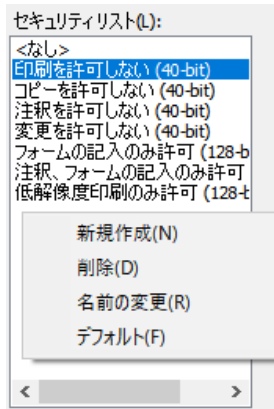 セキュリティリスト(L):
<なし>
印刷を許可しない (40-bit)
コピーを許可しない (40-bit)
注釈を許可しない (40-bit)
変更を許可しない (40-bit)
フォームの記入のみ許可 (128-b
注釈、フォームの記入のみ許可
低解像度印刷のみ許可 (128-b
新規作成(N)
削除(D)
名前の変更(R)
デフォルト(F)